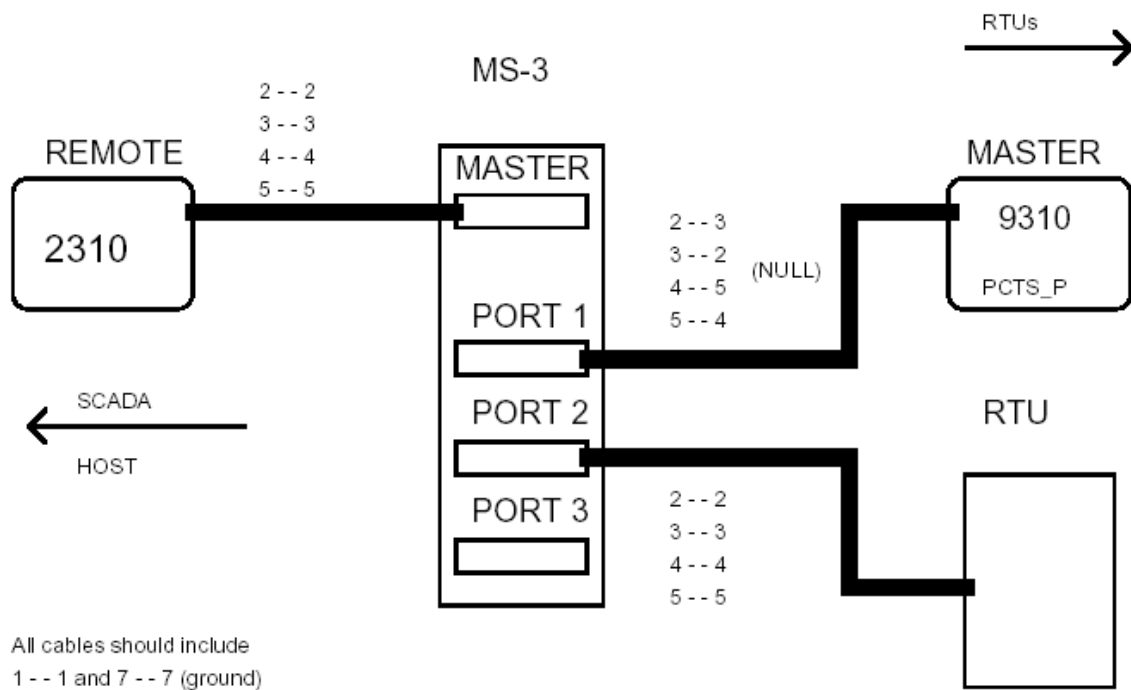 RTUs
MS-3
2 - - 2
3 - - 3
4 - - 4
5 - - 5
REMOTE
2310
MASTER
MASTER
9310
PCTS_P
2 - - 3
3 - - 2
4 - - 5
5 - - 4
(NULL)
PORT 1
SCADA
HOST
PORT 2
RTU
PORT 3
2 - - 2
3 - - 3
4 - - 4
5 - - 5
All cables should include
1 - - 1 and 7 - - 7 (ground)